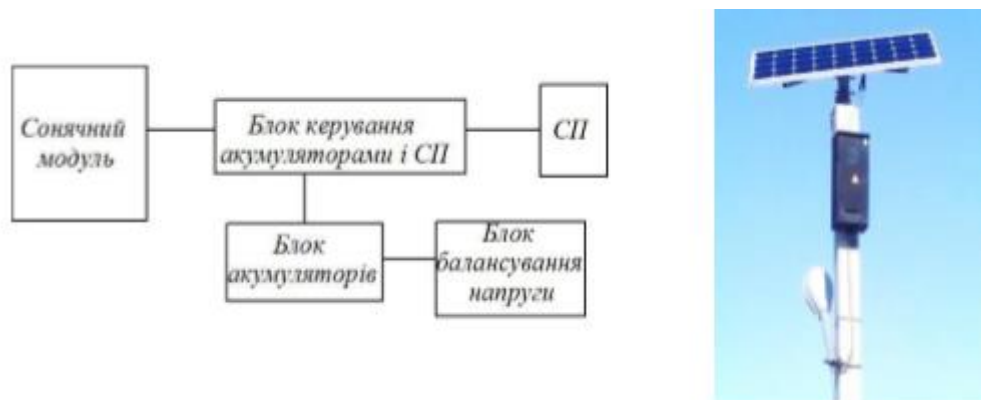 Сонячний
модуль
Блок керування
акумуляторами і СП
СП
Блок
акумуляторів
Блок
балансування
напруги